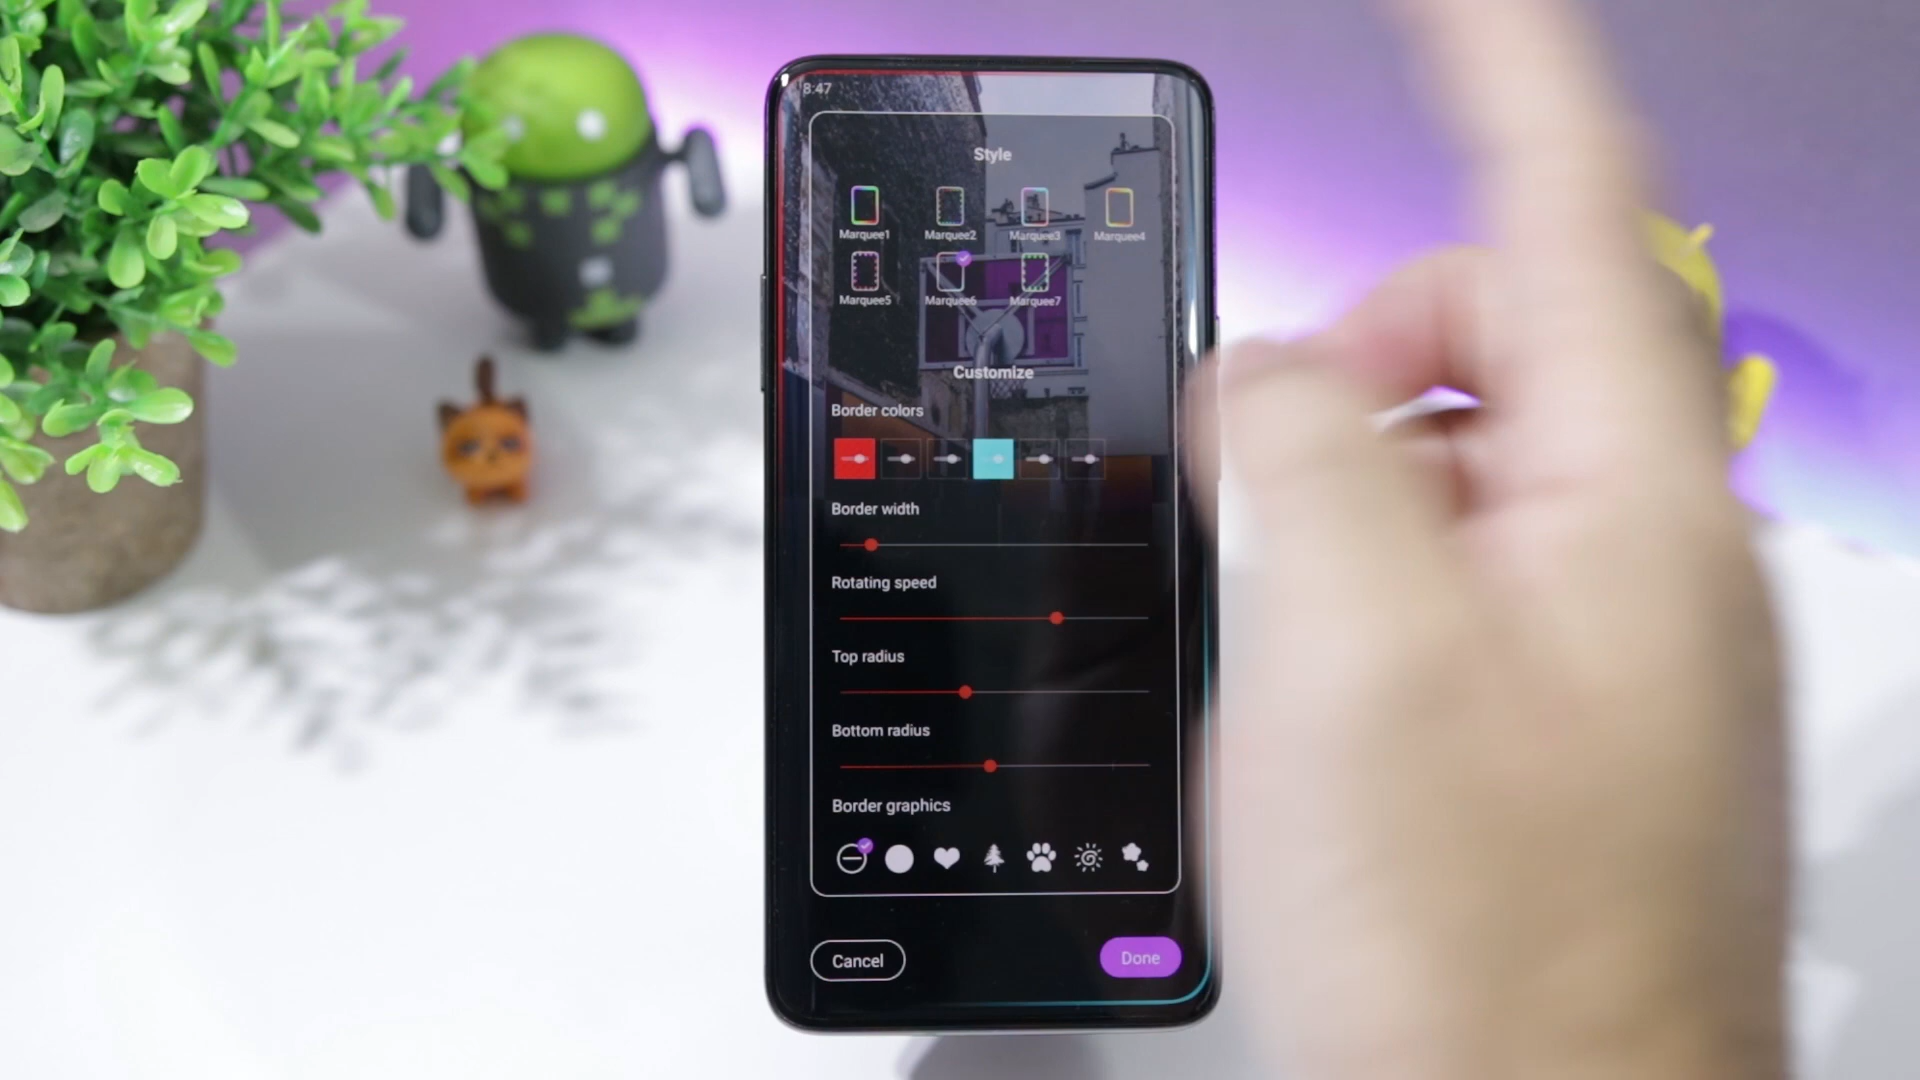 8:47
Style
Marquee1 Marquee2 Marquee3 Marquee4
Marquee5 Marquee6 Marquee7
Customize
Border colors
Border width
Rotating speed
Top radius
Bottom radius
Border graphics
Cancel Done